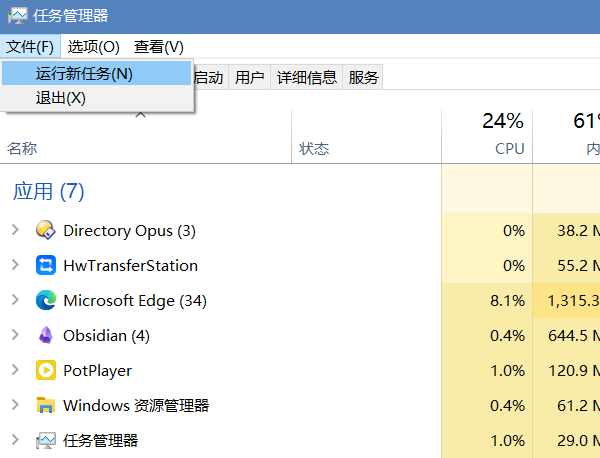 任务管理器
文件(F) 选项(O) 查看(V)
运行新任务(N)
启动 用户 详细信息 服务
退出(X)
24% 61%
名称 状态 CPU 内
应用 (7)
Directory Opus (3) 0% 38.2 M
HwTransferStation 0% 55.2 M
Microsoft Edge (34) 8.1% 1,315.3
Obsidian (4) 0.4% 644.5 M
PotPlayer 1.0% 120.9 M
Windows 资源管理器 0.4% 61.2 M
任务管理器 1.0% 29.0 M